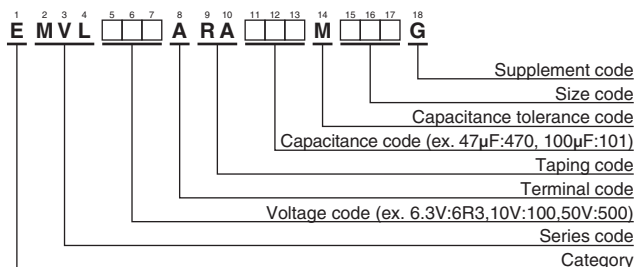 1 2 3 4 5 6 7 8 9 10 11 12 13 14 15 16 17 18
E M V L □□□ A R A □□□ M □□□ G
Supplement code
Size code
Capacitance tolerance code
Capacitance code (ex. 47μF:470, 100μF:101)
Taping code
Terminal code
Voltage code (ex. 6.3V:6R3,10V:100,50V:500)
Series code
Category